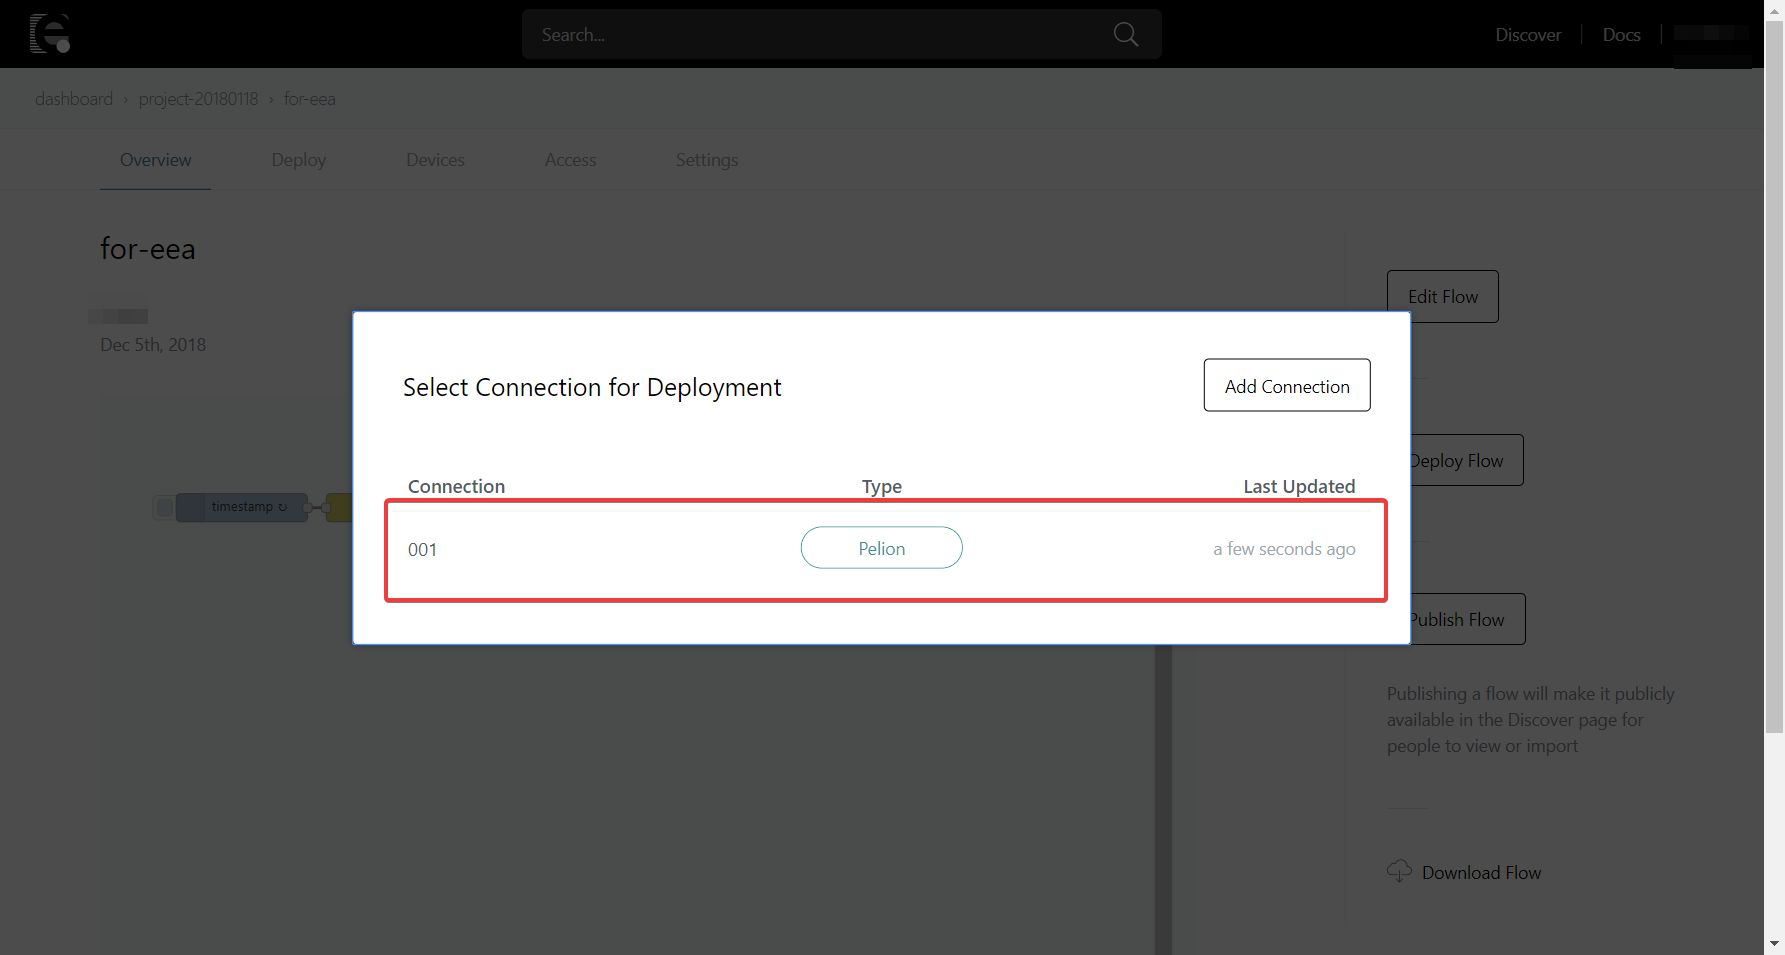 Search...
Discover
Docs
dashboard › project-20180118 › for-eea
Overview
Deploy
Devices
Access
Settings
for-eea
Dec 5th, 2018
Edit Flow
Select Connection for Deployment
Add Connection
Deploy Flow
Connection
Type
Last Updated
timestamp ↻
001
Pelion
a few seconds ago
Publish Flow
Publishing a flow will make it publicly
available in the Discover page for
people to view or import
Download Flow